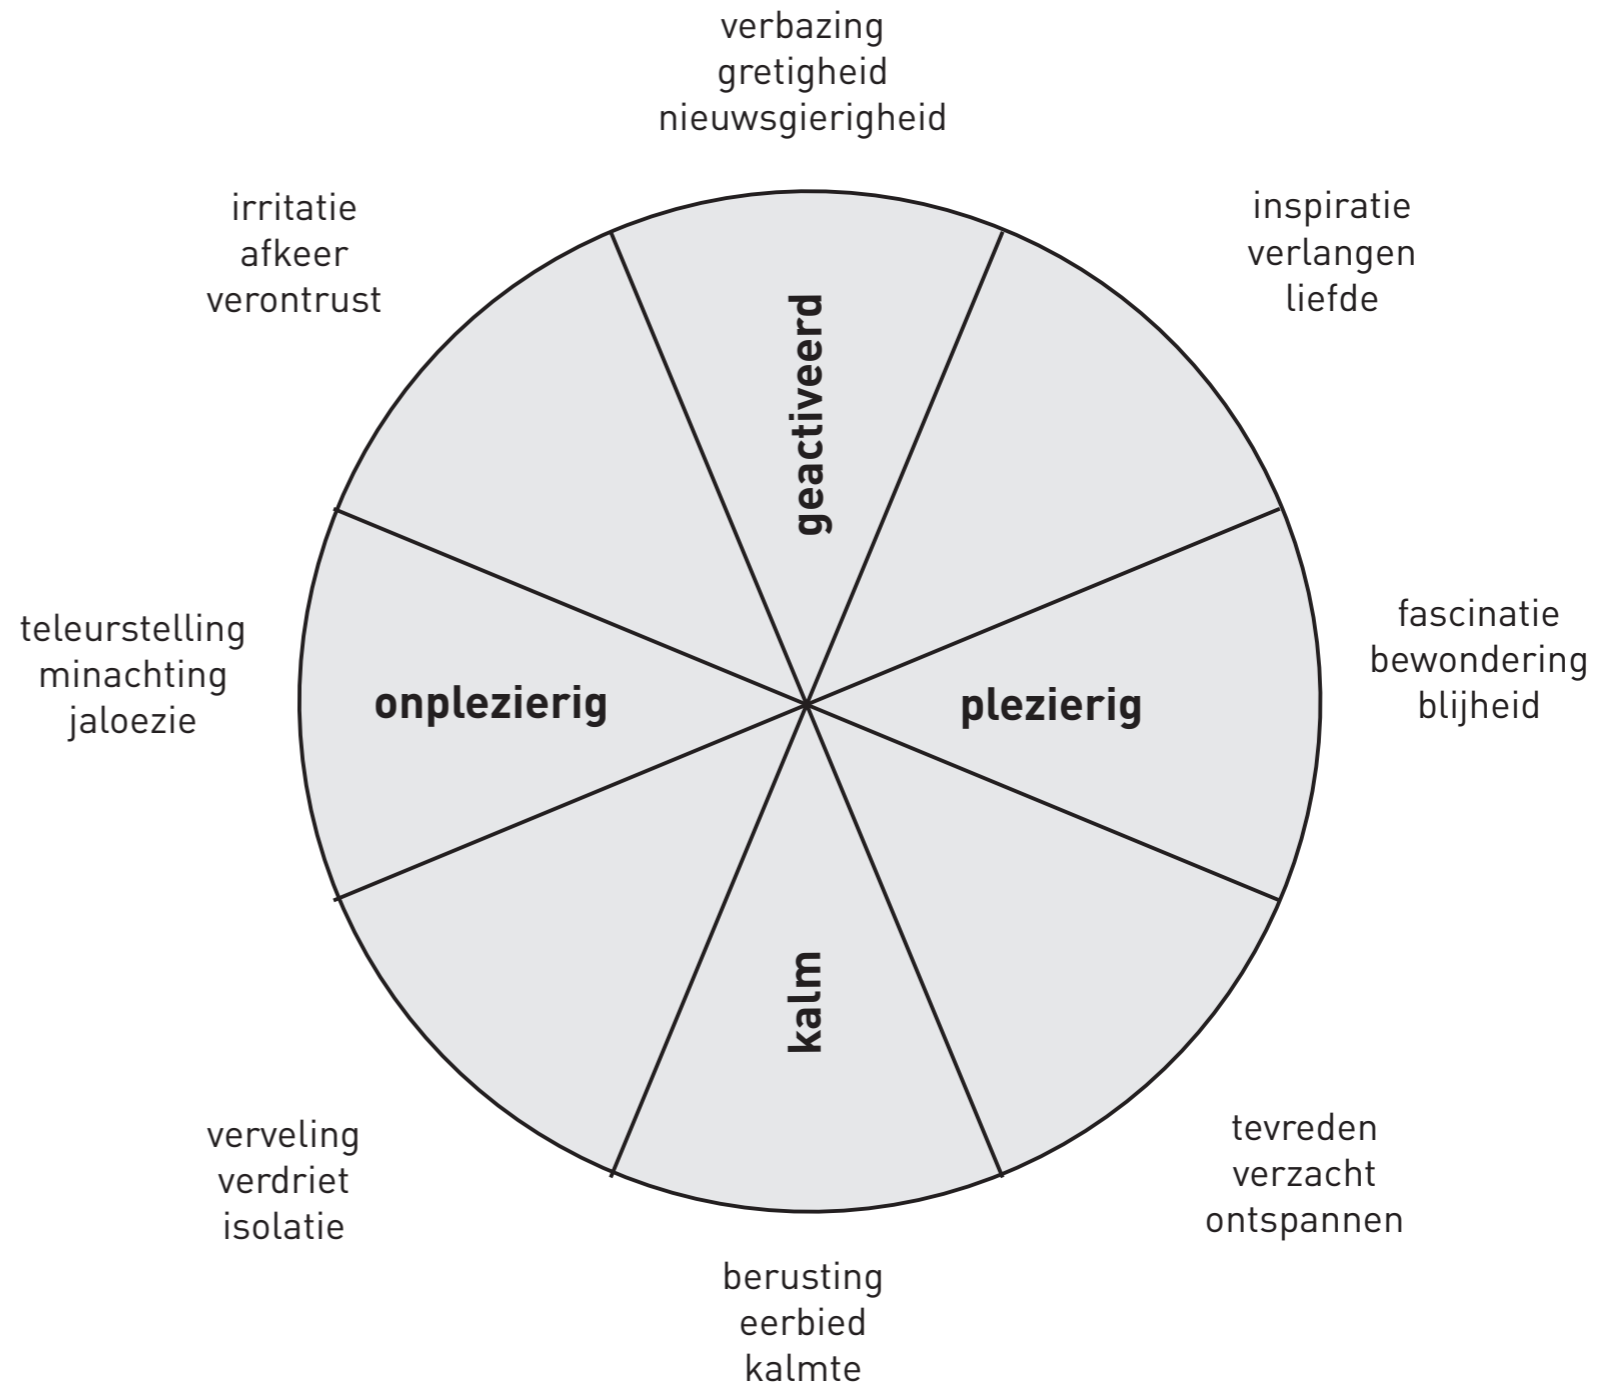 verbazing
gretigheid
nieuwsgierigheid
irritatie
afkeer
verontrust
inspiratie
verlangen
liefde
geactiveerd
teleurstelling
minachting
jaloezie
onplezierig
plezierig
fascinatie
bewondering
blijheid
kalm
verveling
verdriet
isolatie
tevreden
verzacht
ontspannen
berusting
eerbied
kalmte